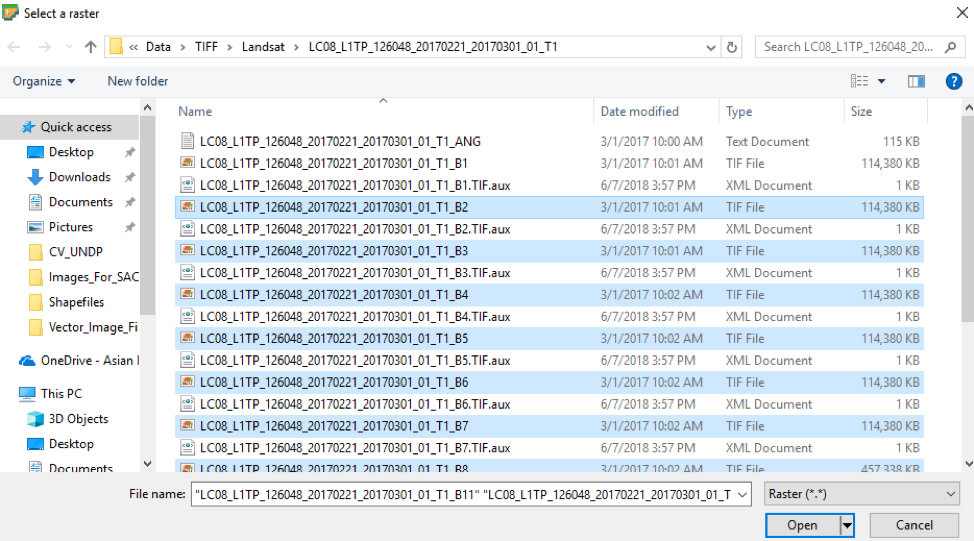 Select a raster
« Data › TIFF › Landsat › LC08_L1TP_126048_20170221_20170301_01_T1
Search LC08_L1TP_126048_20...
Organize
New folder
Quick access
Desktop
Downloads
Documents
Pictures
CV_UNDP
Images_For_SAC
Shapefiles
Vector_Image_Fi
OneDrive - Asian I
This PC
3D Objects
Desktop
Documents
Name Date modified Type Size
LC08_L1TP_126048_20170221_20170301_01_T1_ANG 3/1/2017 10:00 AM Text Document 115 KB
LC08_L1TP_126048_20170221_20170301_01_T1_B1 3/1/2017 10:01 AM TIF File 114,380 KB
LC08_L1TP_126048_20170221_20170301_01_T1_B1.TIF.aux 6/7/2018 3:57 PM XML Document 1 KB
LC08_L1TP_126048_20170221_20170301_01_T1_B2 3/1/2017 10:01 AM TIF File 114,380 KB
LC08_L1TP_126048_20170221_20170301_01_T1_B2.TIF.aux 6/7/2018 3:57 PM XML Document 1 KB
LC08_L1TP_126048_20170221_20170301_01_T1_B3 3/1/2017 10:01 AM TIF File 114,380 KB
LC08_L1TP_126048_20170221_20170301_01_T1_B3.TIF.aux 6/7/2018 3:57 PM XML Document 1 KB
LC08_L1TP_126048_20170221_20170301_01_T1_B4 3/1/2017 10:02 AM TIF File 114,380 KB
LC08_L1TP_126048_20170221_20170301_01_T1_B4.TIF.aux 6/7/2018 3:57 PM XML Document 1 KB
LC08_L1TP_126048_20170221_20170301_01_T1_B5 3/1/2017 10:02 AM TIF File 114,380 KB
LC08_L1TP_126048_20170221_20170301_01_T1_B5.TIF.aux 6/7/2018 3:57 PM XML Document 1 KB
LC08_L1TP_126048_20170221_20170301_01_T1_B6 3/1/2017 10:02 AM TIF File 114,380 KB
LC08_L1TP_126048_20170221_20170301_01_T1_B6.TIF.aux 6/7/2018 3:57 PM XML Document 1 KB
LC08_L1TP_126048_20170221_20170301_01_T1_B7 3/1/2017 10:02 AM TIF File 114,380 KB
LC08_L1TP_126048_20170221_20170301_01_T1_B7.TIF.aux 6/7/2018 3:57 PM XML Document 1 KB
LC08_L1TP_126048_20170221_20170301_01_T1_B8 3/1/2017 10:02 AM TIF File 457,338 KB
File name: "LC08_L1TP_126048_20170221_20170301_01_T1_B11" "LC08_L1TP_126048_20170221_20170301_01_T
Raster (*.*)
Open
Cancel